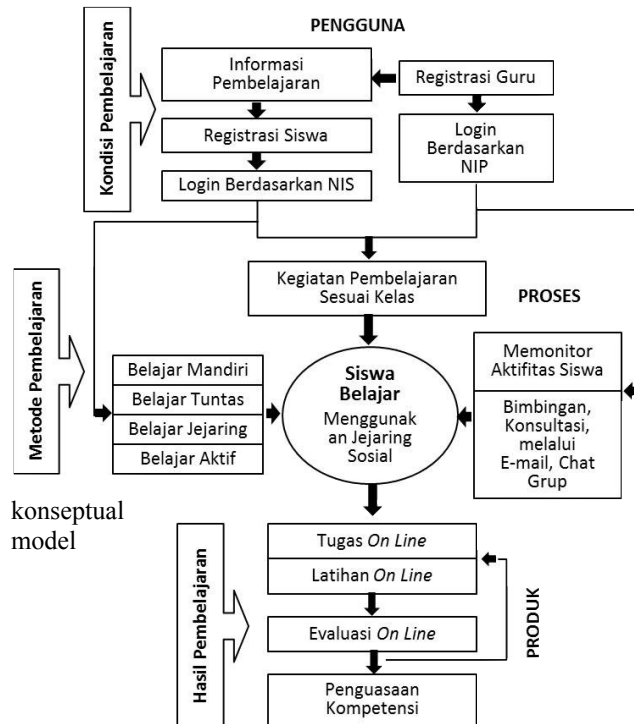 PENGGUNA
Kondisi Pembelajaran
Informasi
Pembelajaran
Registrasi Guru
Registrasi Siswa
Login
Berdasarkan
NIP
Login Berdasarkan NIS
Kegiatan Pembelajaran
Sesuai Kelas
PROSES
Metode Pembelajaran
Belajar Mandiri
Belajar Tuntas
Belajar Jejaring
Belajar Aktif
Siswa
Belajar
Menggunak
an Jejaring
Sosial
Memonitor
Aktifitas Siswa
Bimbingan,
Konsultasi,
melalui
E-mail, Chat
Grup
konseptual
model
Hasil Pembelajaran
Tugas On Line
Latihan On Line
Evaluasi On Line
PRODUK
Penguasaan
Kompetensi